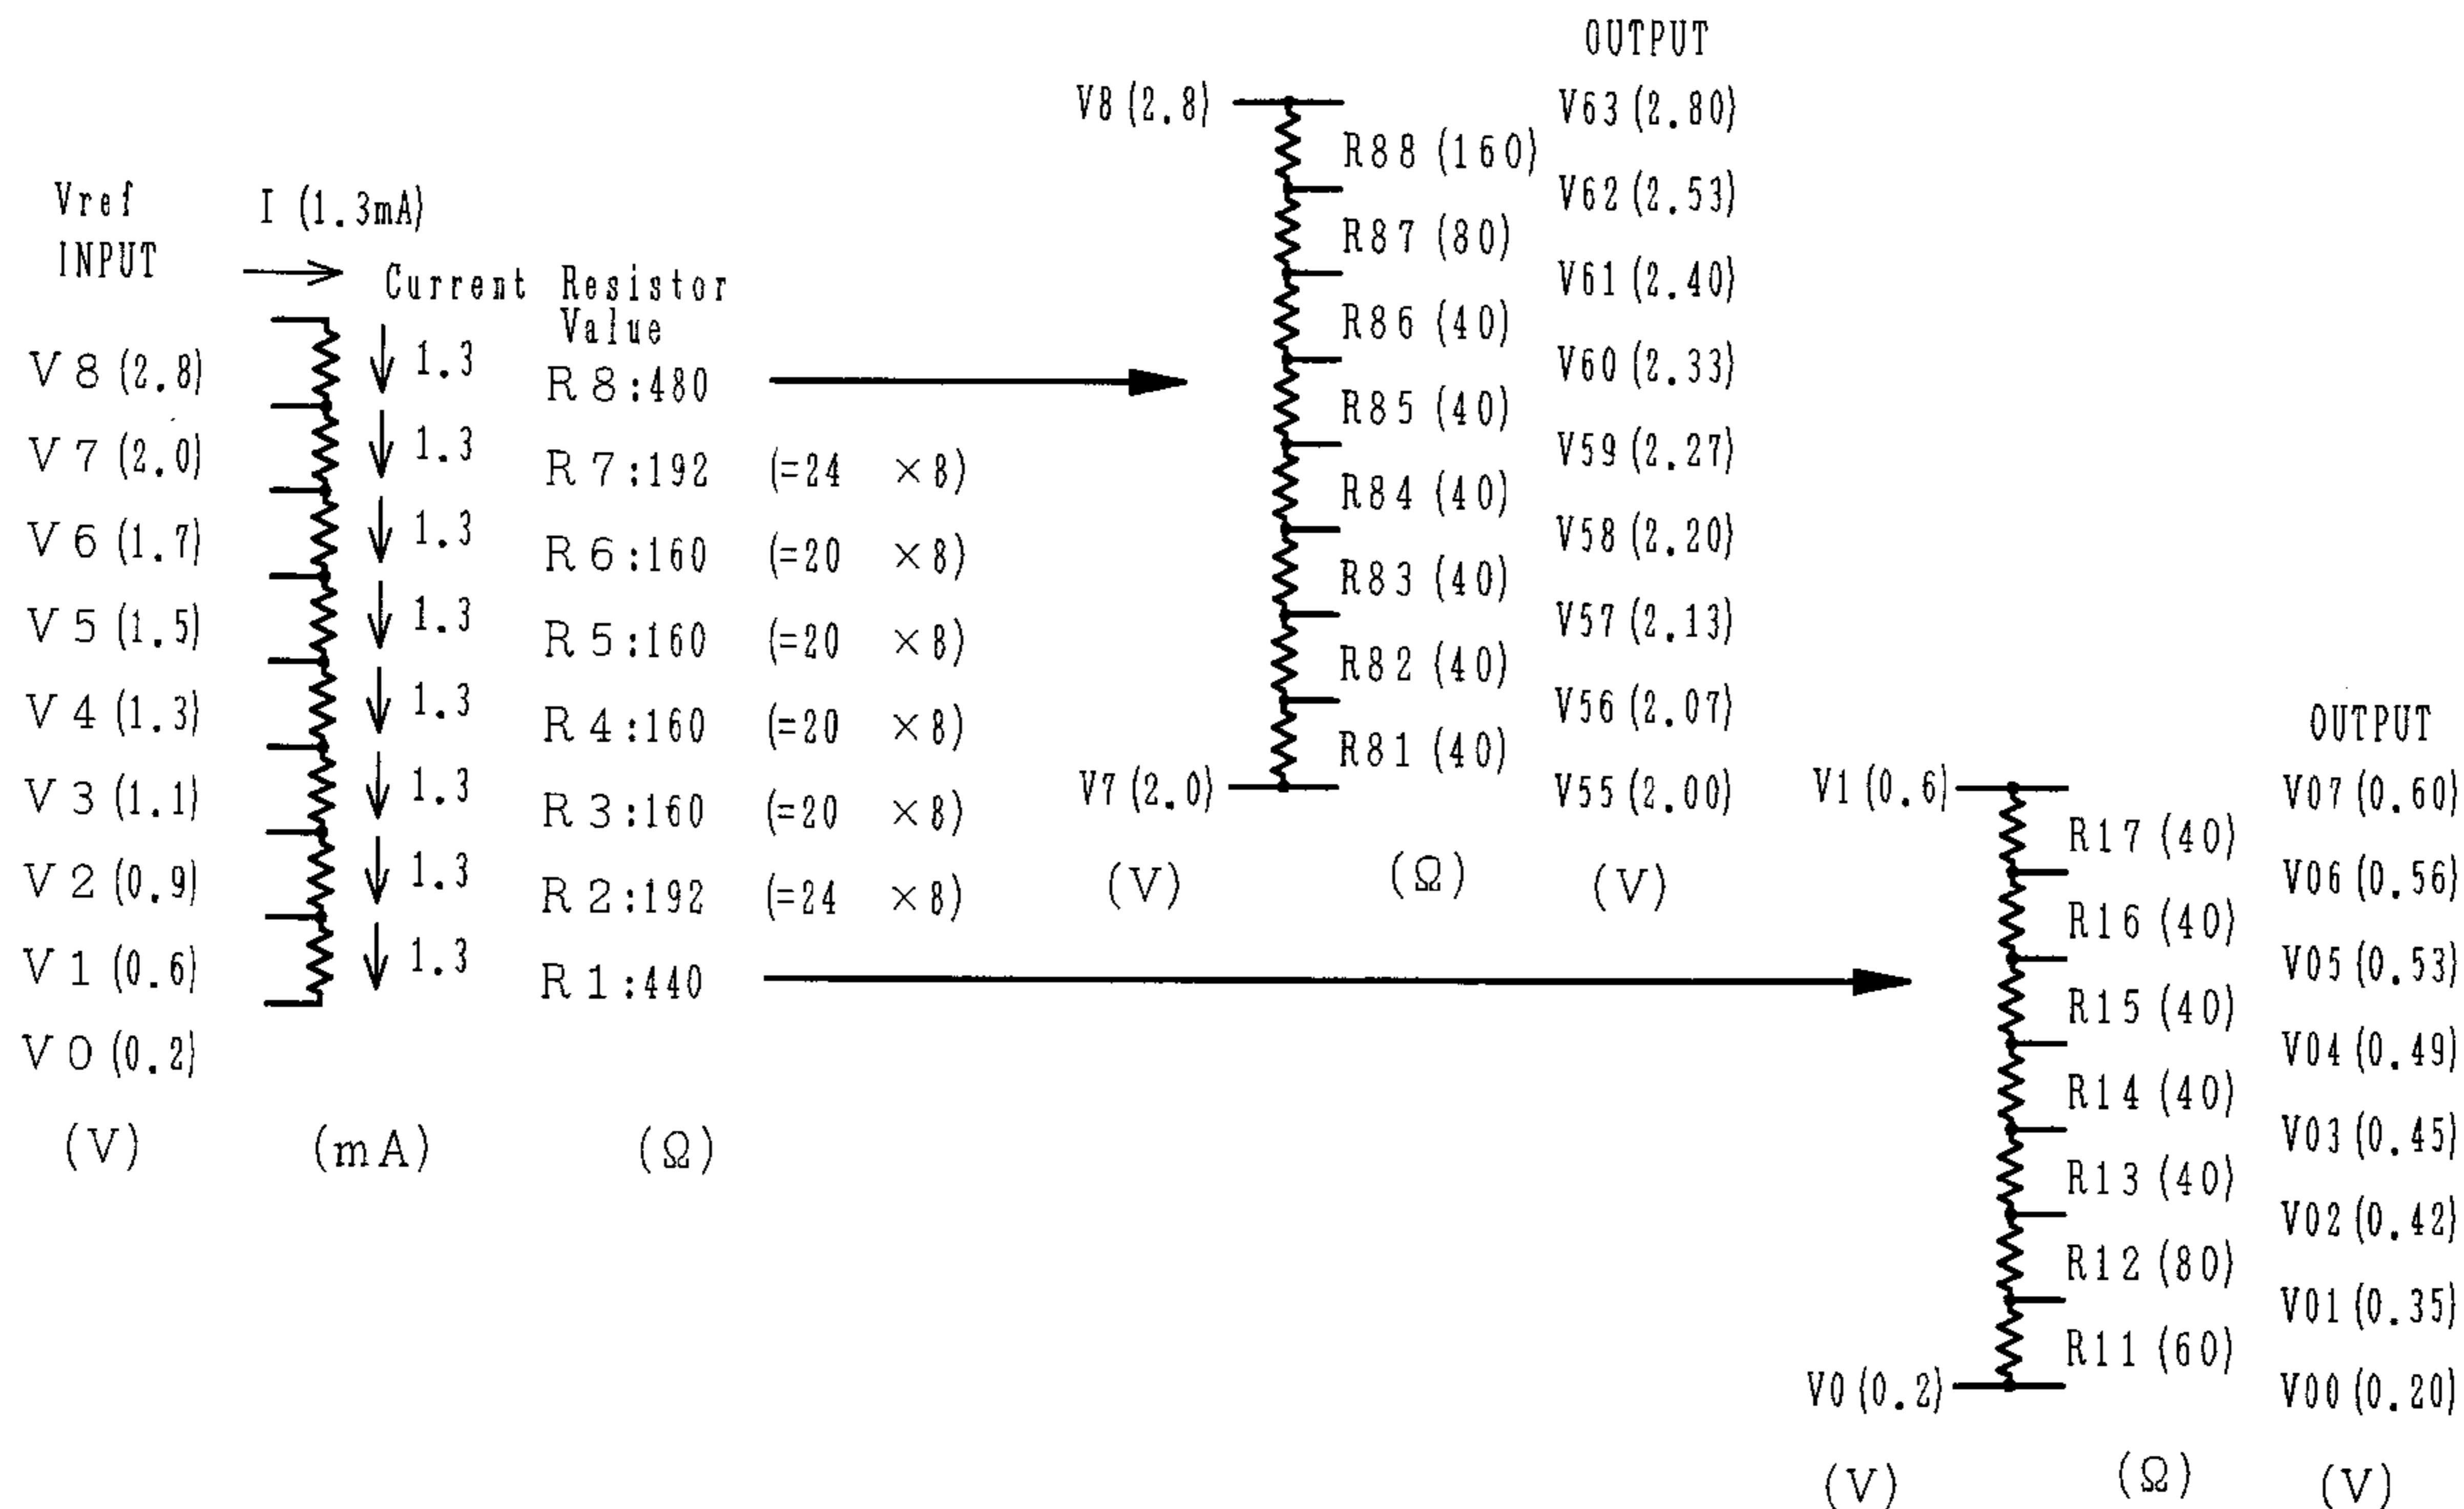 Vref
INPUT
I (1.3mA)
Current
Resistor
Value
V8 (2.8)
V7 (2.0)
V6 (1.7)
V5 (1.5)
V4 (1.3)
V3 (1.1)
V2 (0.9)
V1 (0.6)
V0 (0.2)
(V)
1.3
1.3
1.3
1.3
1.3
1.3
1.3
1.3
(mA)
R8:480
R7:192 (=24 ×8)
R6:160 (=20 ×8)
R5:160 (=20 ×8)
R4:160 (=20 ×8)
R3:160 (=20 ×8)
R2:192 (=24 ×8)
R1:440
(Ω)
V8 (2.8)
V7 (2.0)
(V)
R88 (160)
R87 (80)
R86 (40)
R85 (40)
R84 (40)
R83 (40)
R82 (40)
R81 (40)
(Ω)
OUTPUT
V63 (2.80)
V62 (2.53)
V61 (2.40)
V60 (2.33)
V59 (2.27)
V58 (2.20)
V57 (2.13)
V56 (2.07)
V55 (2.00)
(V)
V1 (0.6)
V0 (0.2)
(V)
R17 (40)
R16 (40)
R15 (40)
R14 (40)
R13 (40)
R12 (80)
R11 (60)
(Ω)
OUTPUT
V07 (0.60)
V06 (0.56)
V05 (0.53)
V04 (0.49)
V03 (0.45)
V02 (0.42)
V01 (0.35)
V00 (0.20)
(V)